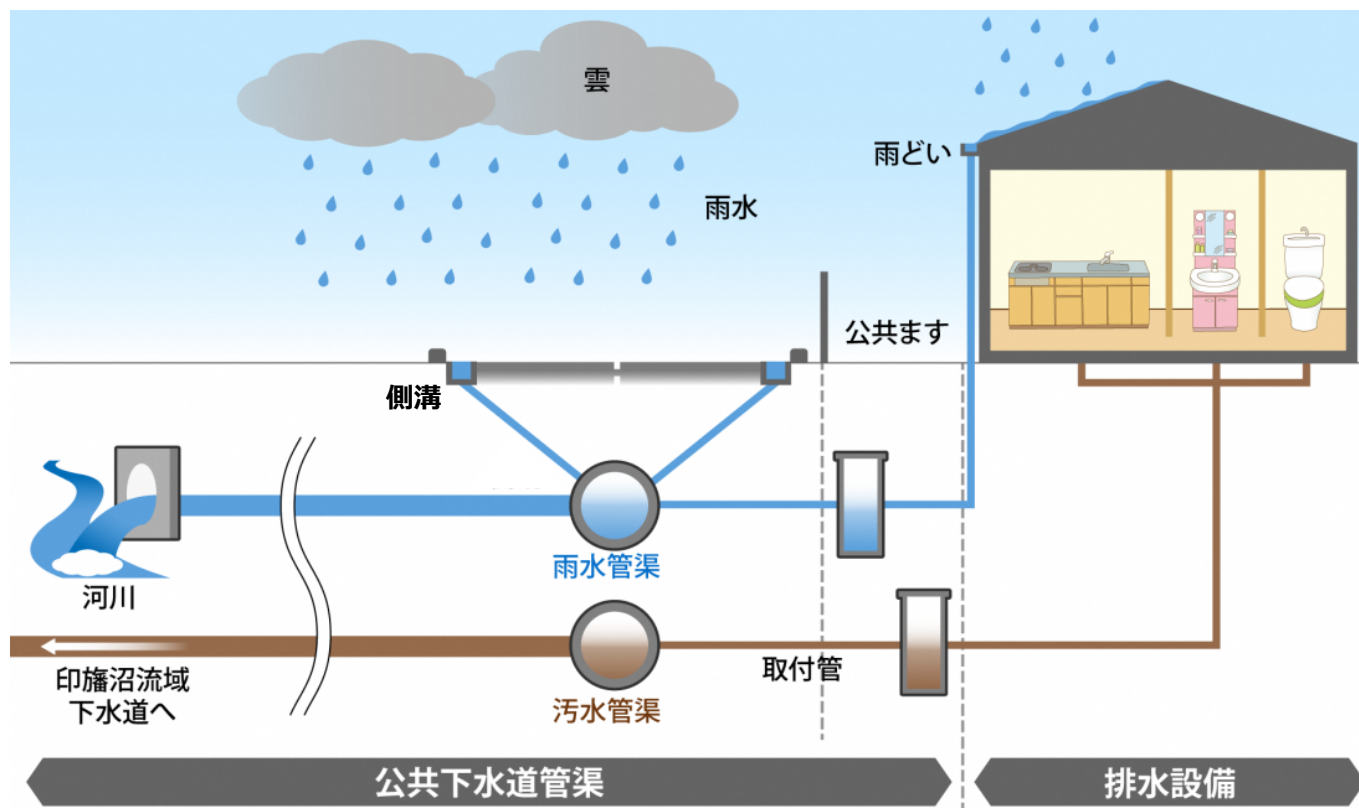 雲
雨どい
雨水
公共ます
側溝
雨水管渠
河川
取付管
印旛沼流域
下水道へ
汚水管渠
公共下水道管渠
排水設備